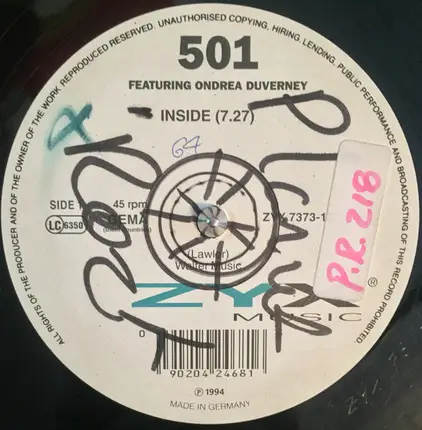 ALL RIGHTS OF THE PRODUCER AND OF THE OWNER OF THE WORK REPRODUCED RESERVED. UNAUTHORISED COPYING, HIRING, LENDING, PUBLIC PERFORMANCE AND BROADCASTING OF THIS RECORD PROHIBITED
501
FEATURING ONDREA DUVERNEY
INSIDE (7.27)
64
SIDE
45 rpm
LC 6350
GEMA
ZYX 7373-1
P.R. 218
(Lawler)
Walter Music
ZYX
®
MUSIC
0
90204 24681
℗ 1994
MADE IN GERMANY